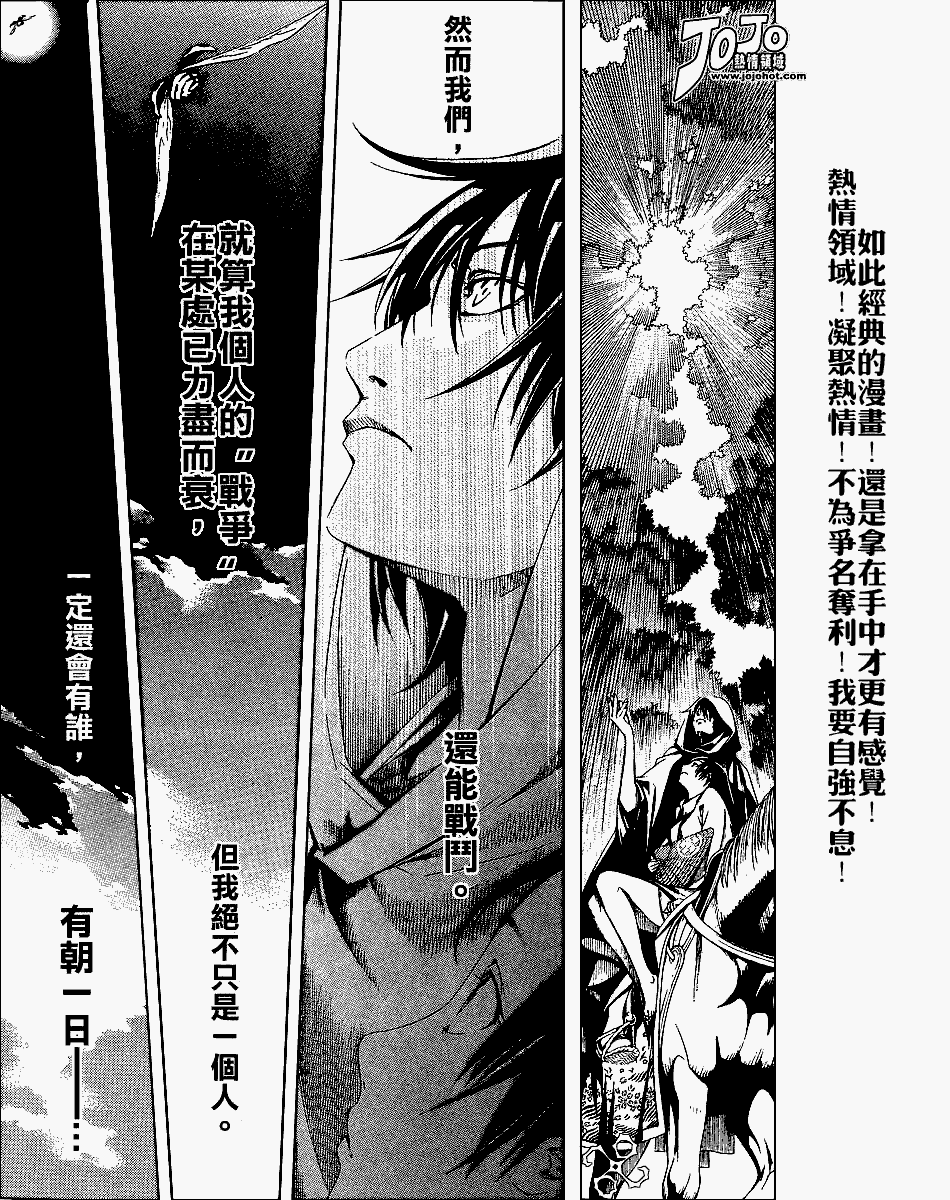 JOJO
熱情領域
www.jojohot.com
如此經典的漫畫！還是拿在手中才更有感覺！
熱情領域！凝聚熱情！不為爭名奪利！我要自強不息！
然而我們，
還能戰鬥。
就算我個人的〝戰爭〞
在某處已力盡而衰，
但我絕不只是一個人。
一定還會有誰，
有朝一日———……